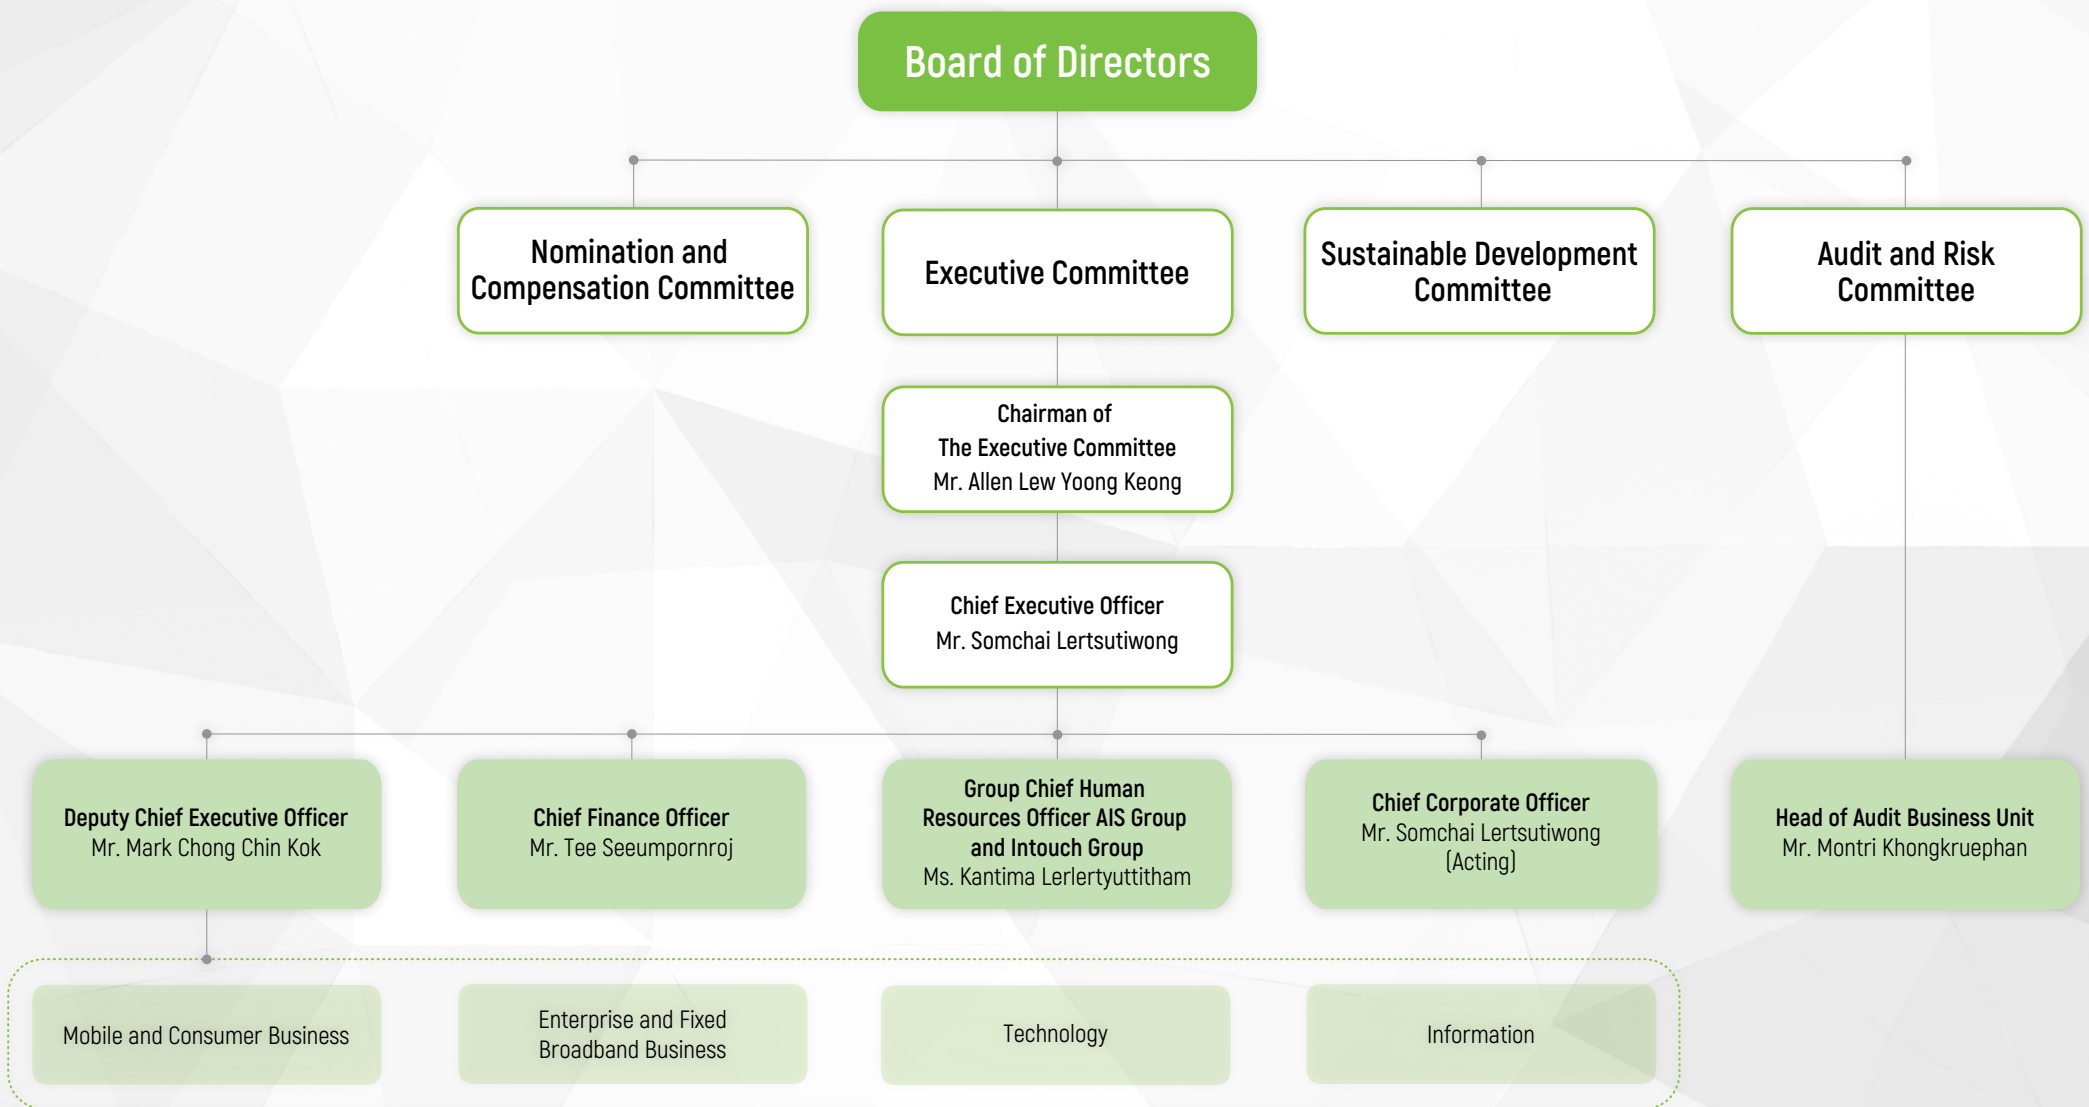 Board of Directors
Nomination and
Compensation Committee
Executive Committee
Sustainable Development
Committee
Audit and Risk
Committee
Chairman of
The Executive Committee
Mr. Allen Lew Yoong Keong
Chief Executive Officer
Mr. Somchai Lertsutiwong
Deputy Chief Executive Officer
Mr. Mark Chong Chin Kok
Chief Finance Officer
Mr. Tee Seeumpornroj
Group Chief Human
Resources Officer AIS Group
and Intouch Group
Ms. Kantima Lerlertyuttitham
Chief Corporate Officer
Mr. Somchai Lertsutiwong
(Acting)
Head of Audit Business Unit
Mr. Montri Khongkruephan
Mobile and Consumer Business
Enterprise and Fixed
Broadband Business
Technology
Information